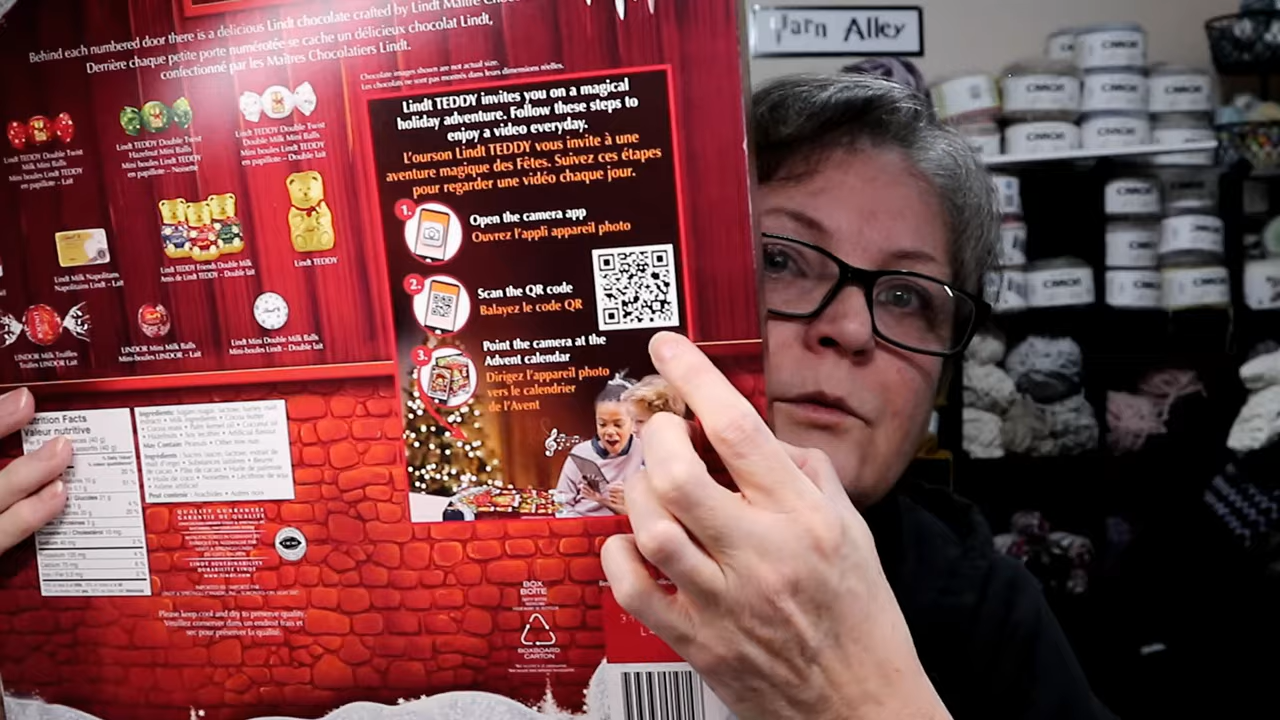 Yarn Alley
Behind each numbered door there is a delicious Lindt chocolate crafted by Lindt Maître
Derrière chaque petite porte numérotée se cache un délicieux chocolat Lindt,
confectionné par les Maîtres Chocolatiers Lindt.
Chocolate images shown are not actual size.
Les chocolats ne sont pas montrés dans leurs dimensions réelles.
Lindt TEDDY Double Twist
Milk Mini Balls
Mini boules Lindt TEDDY
en papillote – Lait
Lindt TEDDY Double Twist
Hazelnut Mini Balls
Mini boules Lindt TEDDY
en papillote – Noisette
Lindt TEDDY Double Twist
Double Milk Mini Balls
Mini boules Lindt TEDDY
en papillote – Double lait
Lindt Milk Napolitains
Napolitains Lindt – Lait
Lindt TEDDY Friends Double Milk
Amis de Lindt TEDDY – Double lait
Lindt TEDDY
LINDOR Milk Truffles
Truffes LINDOR Lait
LINDOR Mini Milk Balls
Mini-boules LINDOR – Lait
Lindt Mini Double Milk Balls
Mini-boules Lindt – Double lait
Lindt TEDDY invites you on a magical
holiday adventure. Follow these steps to
enjoy a video everyday.
L'ourson Lindt TEDDY vous invite à une
aventure magique des Fêtes. Suivez ces étapes
pour regarder une vidéo chaque jour.
1.
Open the camera app
Ouvrez l'appli appareil photo
2.
Scan the QR code
Balayez le code QR
3.
Point the camera at the
Advent calendar
Dirigez l'appareil photo
vers le calendrier
de l'Avent
Nutrition Facts
Valeur nutritive
QUALITY GUARANTEE
GARANTIE DE QUALITÉ
LINDT SUSTAINABILITY
DURABILITÉ LINDT
Please keep cool and dry to preserve quality.
Veuillez conserver dans un endroit frais et
sec pour préserver la qualité.
BOX
BOÎTE
BOXBOARD
CARTON